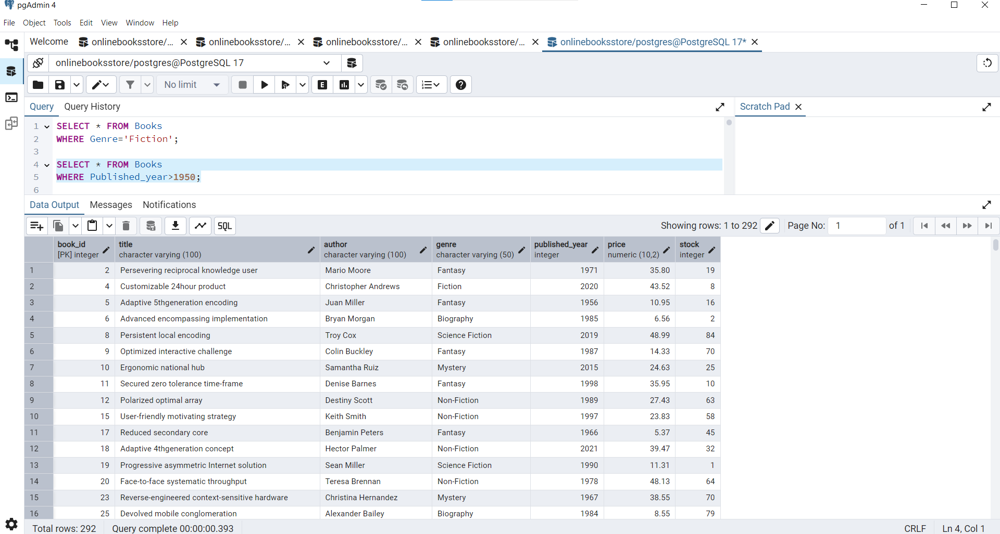 pgAdmin 4
File Object Tools Edit View Window Help
Welcome onlinebooksstore/... onlinebooksstore/... onlinebooksstore/... onlinebooksstore/... onlinebooksstore/postgres@PostgreSQL 17*
onlinebooksstore/postgres@PostgreSQL 17
No limit E
Query Query History Scratch Pad
1 SELECT * FROM Books
2 WHERE Genre='Fiction';
3
4 SELECT * FROM Books
5 WHERE Published_year>1950;
6
Data Output Messages Notifications
SQL Showing rows: 1 to 292 Page No: 1 of 1
book_id title author genre published_year price stock
[PK] integer character varying (100) character varying (100) character varying (50) integer numeric (10,2) integer
1 2 Persevering reciprocal knowledge user Mario Moore Fantasy 1971 35.80 19
2 4 Customizable 24hour product Christopher Andrews Fiction 2020 43.52 8
3 5 Adaptive 5thgeneration encoding Juan Miller Fantasy 1956 10.95 16
4 6 Advanced encompassing implementation Bryan Morgan Biography 1985 6.56 2
5 8 Persistent local encoding Troy Cox Science Fiction 2019 48.99 84
6 9 Optimized interactive challenge Colin Buckley Fantasy 1987 14.33 70
7 10 Ergonomic national hub Samantha Ruiz Mystery 2015 24.63 25
8 11 Secured zero tolerance time-frame Denise Barnes Fantasy 1998 35.95 10
9 12 Polarized optimal array Destiny Scott Non-Fiction 1989 27.43 63
10 15 User-friendly motivating strategy Keith Smith Non-Fiction 1997 23.83 58
11 17 Reduced secondary core Benjamin Peters Fantasy 1966 5.37 45
12 18 Adaptive 4thgeneration concept Hector Palmer Non-Fiction 2021 39.47 32
13 19 Progressive asymmetric Internet solution Sean Miller Science Fiction 1990 11.31 1
14 20 Face-to-face systematic throughput Teresa Brennan Non-Fiction 1978 48.13 64
15 23 Reverse-engineered context-sensitive hardware Christina Hernandez Mystery 1967 38.55 70
16 25 Devolved mobile conglomeration Alexander Bailey Biography 1984 8.55 79
Total rows: 292 Query complete 00:00:00.393 CRLF Ln 4, Col 1